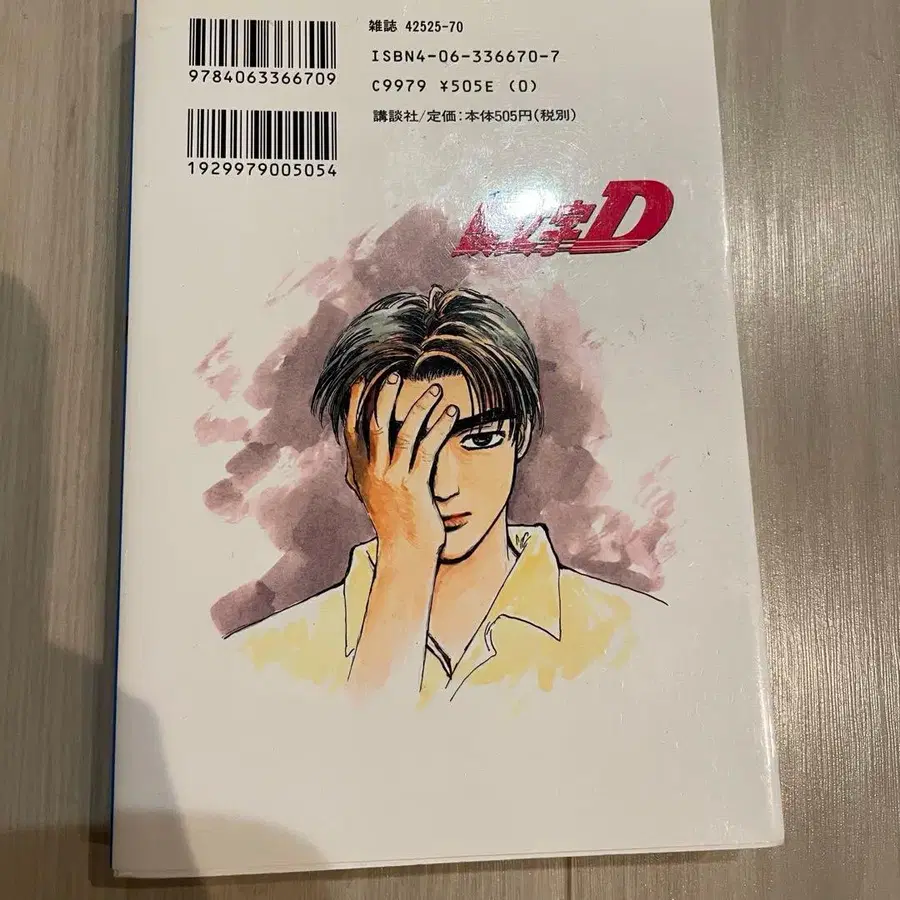 雑誌 42525-70
ISBN4-06-336670-7
9784063366709
C9979 ¥505E (0)
講談社/定価:本体505円(税別)
1929979005054
頭文字D